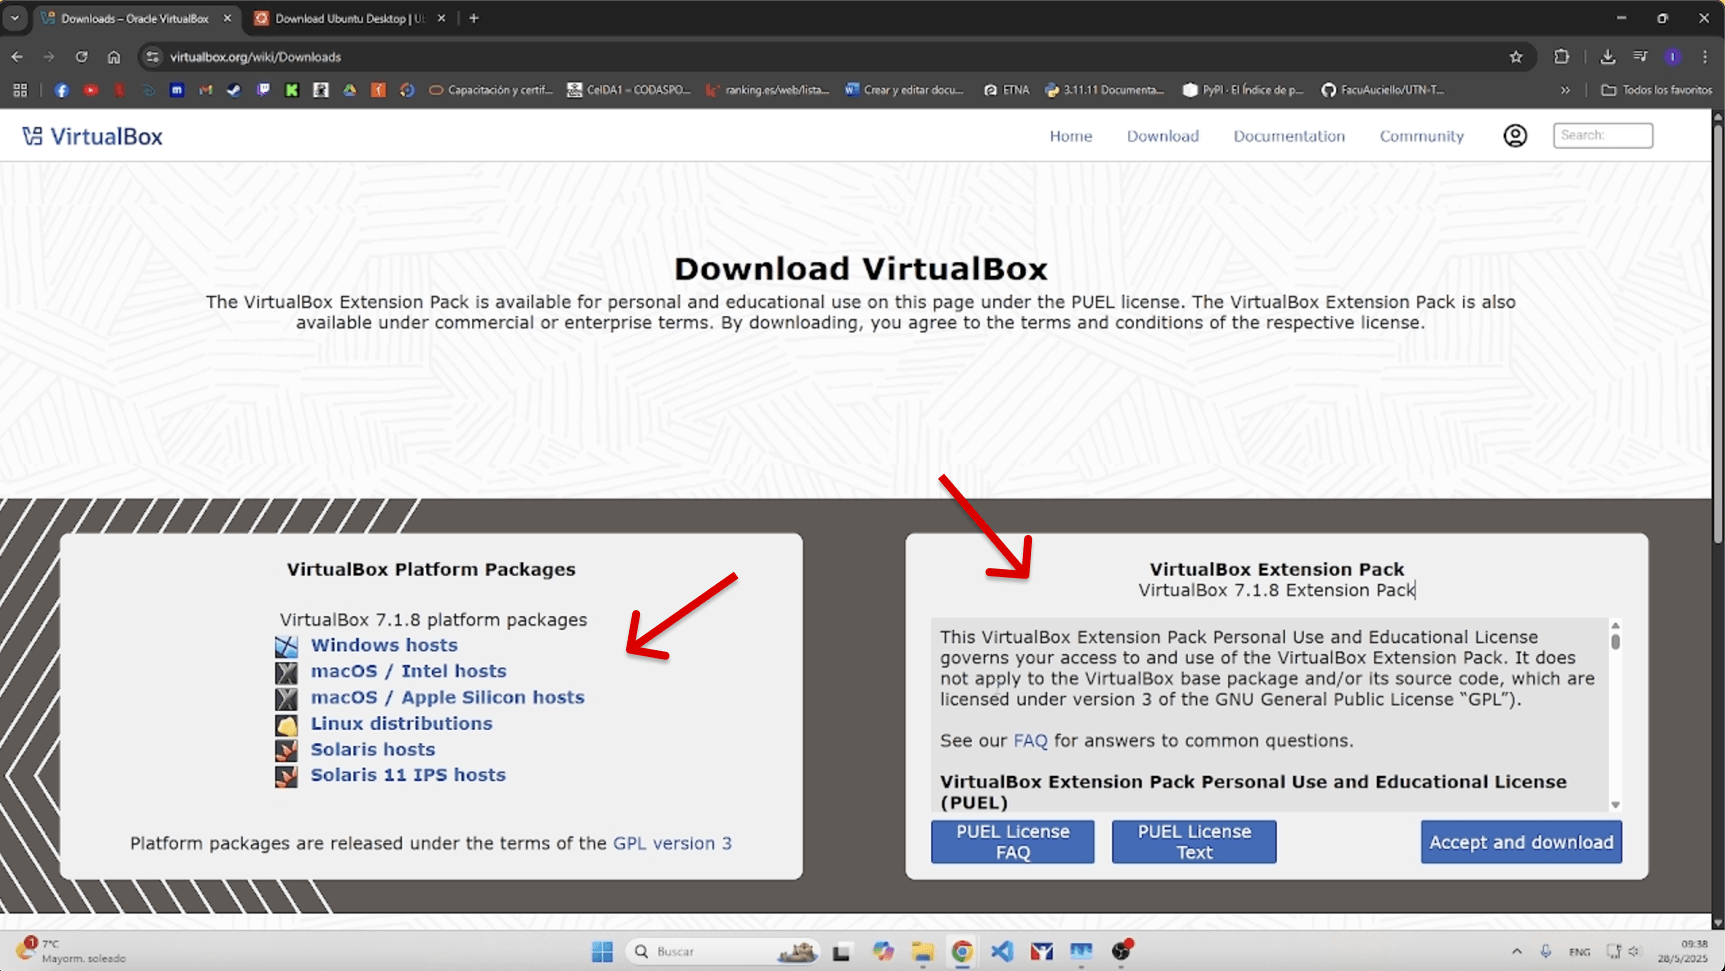 Downloads – Oracle VirtualBox
Download Ubuntu Desktop | U
virtualbox.org/wiki/Downloads
Capacitación y certif...
CeIDA1 – CODASPO...
ranking.es/web/lista...
Crear y editar docu...
ETNA
3.11.11 Documenta...
PyPI · El Índice de p...
FacuAuciello/UTN-T...
Todos los favoritos
VirtualBox
Home
Download
Documentation
Community
Search:
Download VirtualBox
The VirtualBox Extension Pack is available for personal and educational use on this page under the PUEL license. The VirtualBox Extension Pack is also
available under commercial or enterprise terms. By downloading, you agree to the terms and conditions of the respective license.
VirtualBox Platform Packages
VirtualBox 7.1.8 platform packages
Windows hosts
macOS / Intel hosts
macOS / Apple Silicon hosts
Linux distributions
Solaris hosts
Solaris 11 IPS hosts
Platform packages are released under the terms of the GPL version 3
VirtualBox Extension Pack
VirtualBox 7.1.8 Extension Pack
This VirtualBox Extension Pack Personal Use and Educational License
governs your access to and use of the VirtualBox Extension Pack. It does
not apply to the VirtualBox base package and/or its source code, which are
licensed under version 3 of the GNU General Public License “GPL”).
See our FAQ for answers to common questions.
VirtualBox Extension Pack Personal Use and Educational License
(PUEL)
PUEL License
FAQ
PUEL License
Text
Accept and download
1
7°C
Mayorm. soleado
Buscar
ENG
09:38
28/5/2025